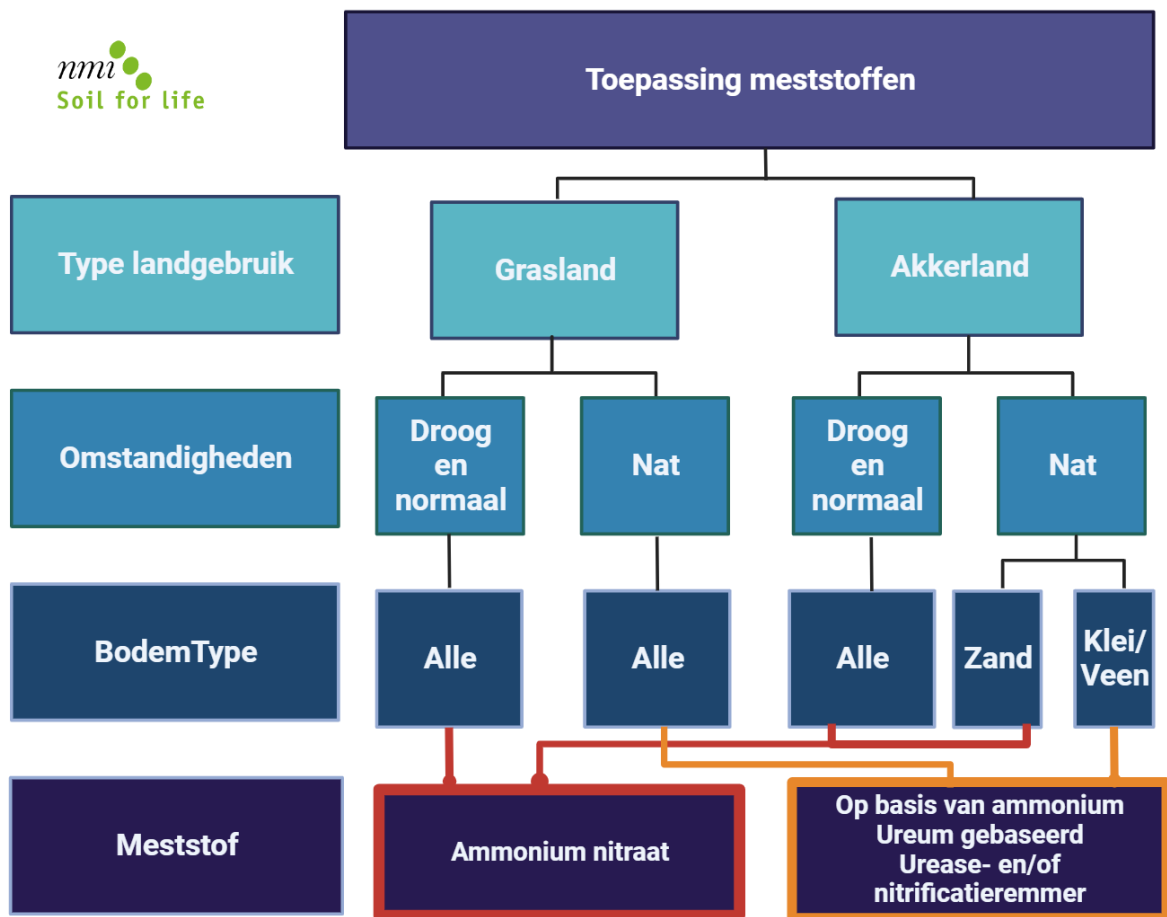 nmi
Soil for life
Toepassing meststoffen
Type landgebruik
Grasland
Akkerland
Omstandigheden
Droog
en
normaal
Nat
Droog
en
normaal
Nat
BodemType
Alle
Alle
Alle
Zand
Klei/
Veen
Meststof
Ammonium nitraat
Op basis van ammonium
Ureum gebaseerd
Urease- en/of
nitrificatieremmer